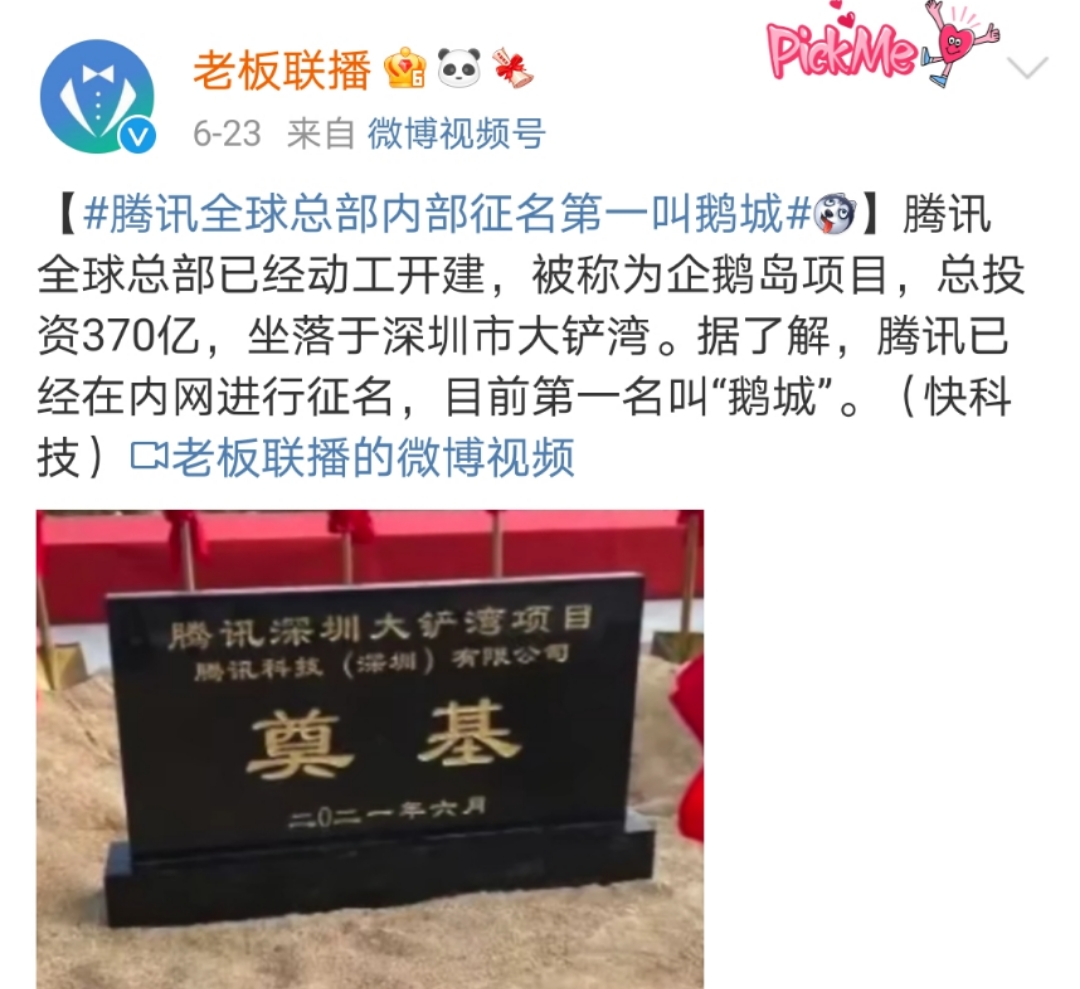 老板联播
PickMe
6-23 来自 微博视频号
【#腾讯全球总部内部征名第一叫鹅城#】腾讯
全球总部已经动工开建，被称为企鹅岛项目，总投
资370亿，坐落于深圳市大铲湾。据了解，腾讯已
经在内网进行征名，目前第一名叫“鹅城”。（快科
技）老板联播的微博视频
腾讯深圳大铲湾项目
腾讯科技（深圳）有限公司
奠 基
二〇二一年六月